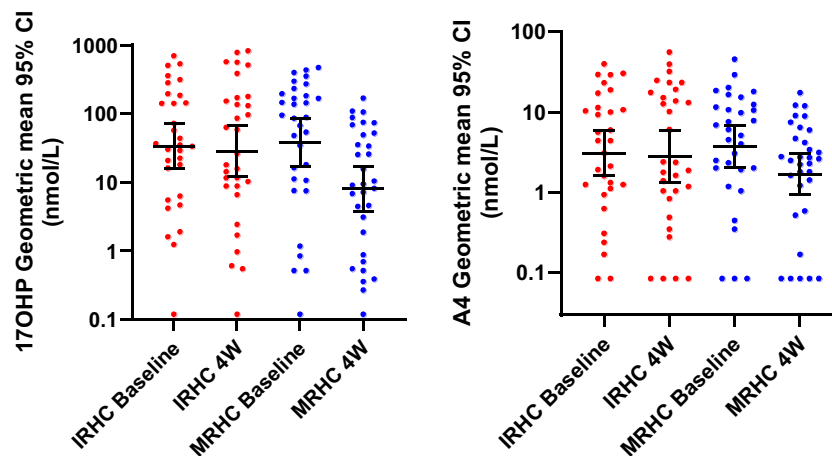 17OHP Geometric mean 95% CI
(nmol/L)
1000
100
10
1
0.1
IRHC Baseline
IRHC 4W
MRHC Baseline
MRHC 4W
A4 Geometric mean 95% CI
(nmol/L)
100
10
1
0.1
IRHC Baseline
IRHC 4W
MRHC Baseline
MRHC 4W